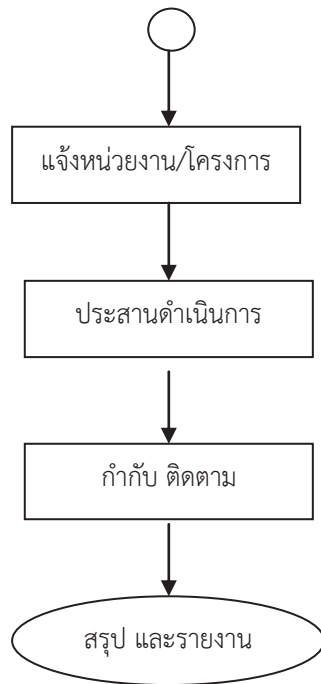 แจ้งหน่วยงาน/โครงการ
ประสานดำเนินการ
กำกับ ติดตาม
สรุป และรายงาน